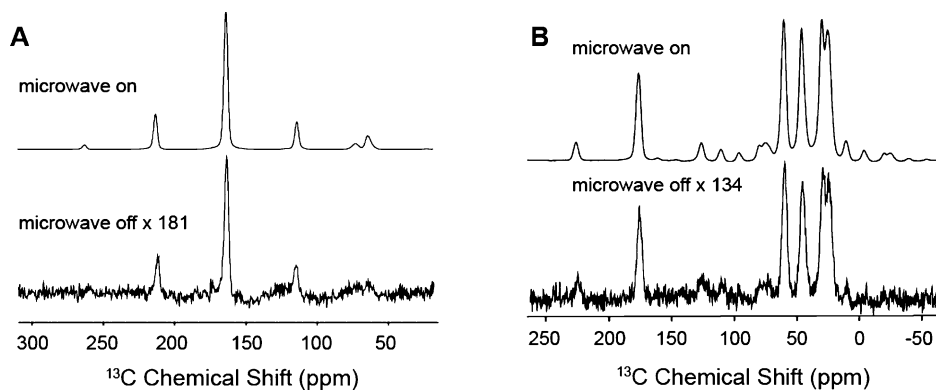 A
microwave on
microwave off x 181
300 250 200 150 100 50
¹³C Chemical Shift (ppm)
B
microwave on
microwave off x 134
250 200 150 100 50 0 -50
¹³C Chemical Shift (ppm)